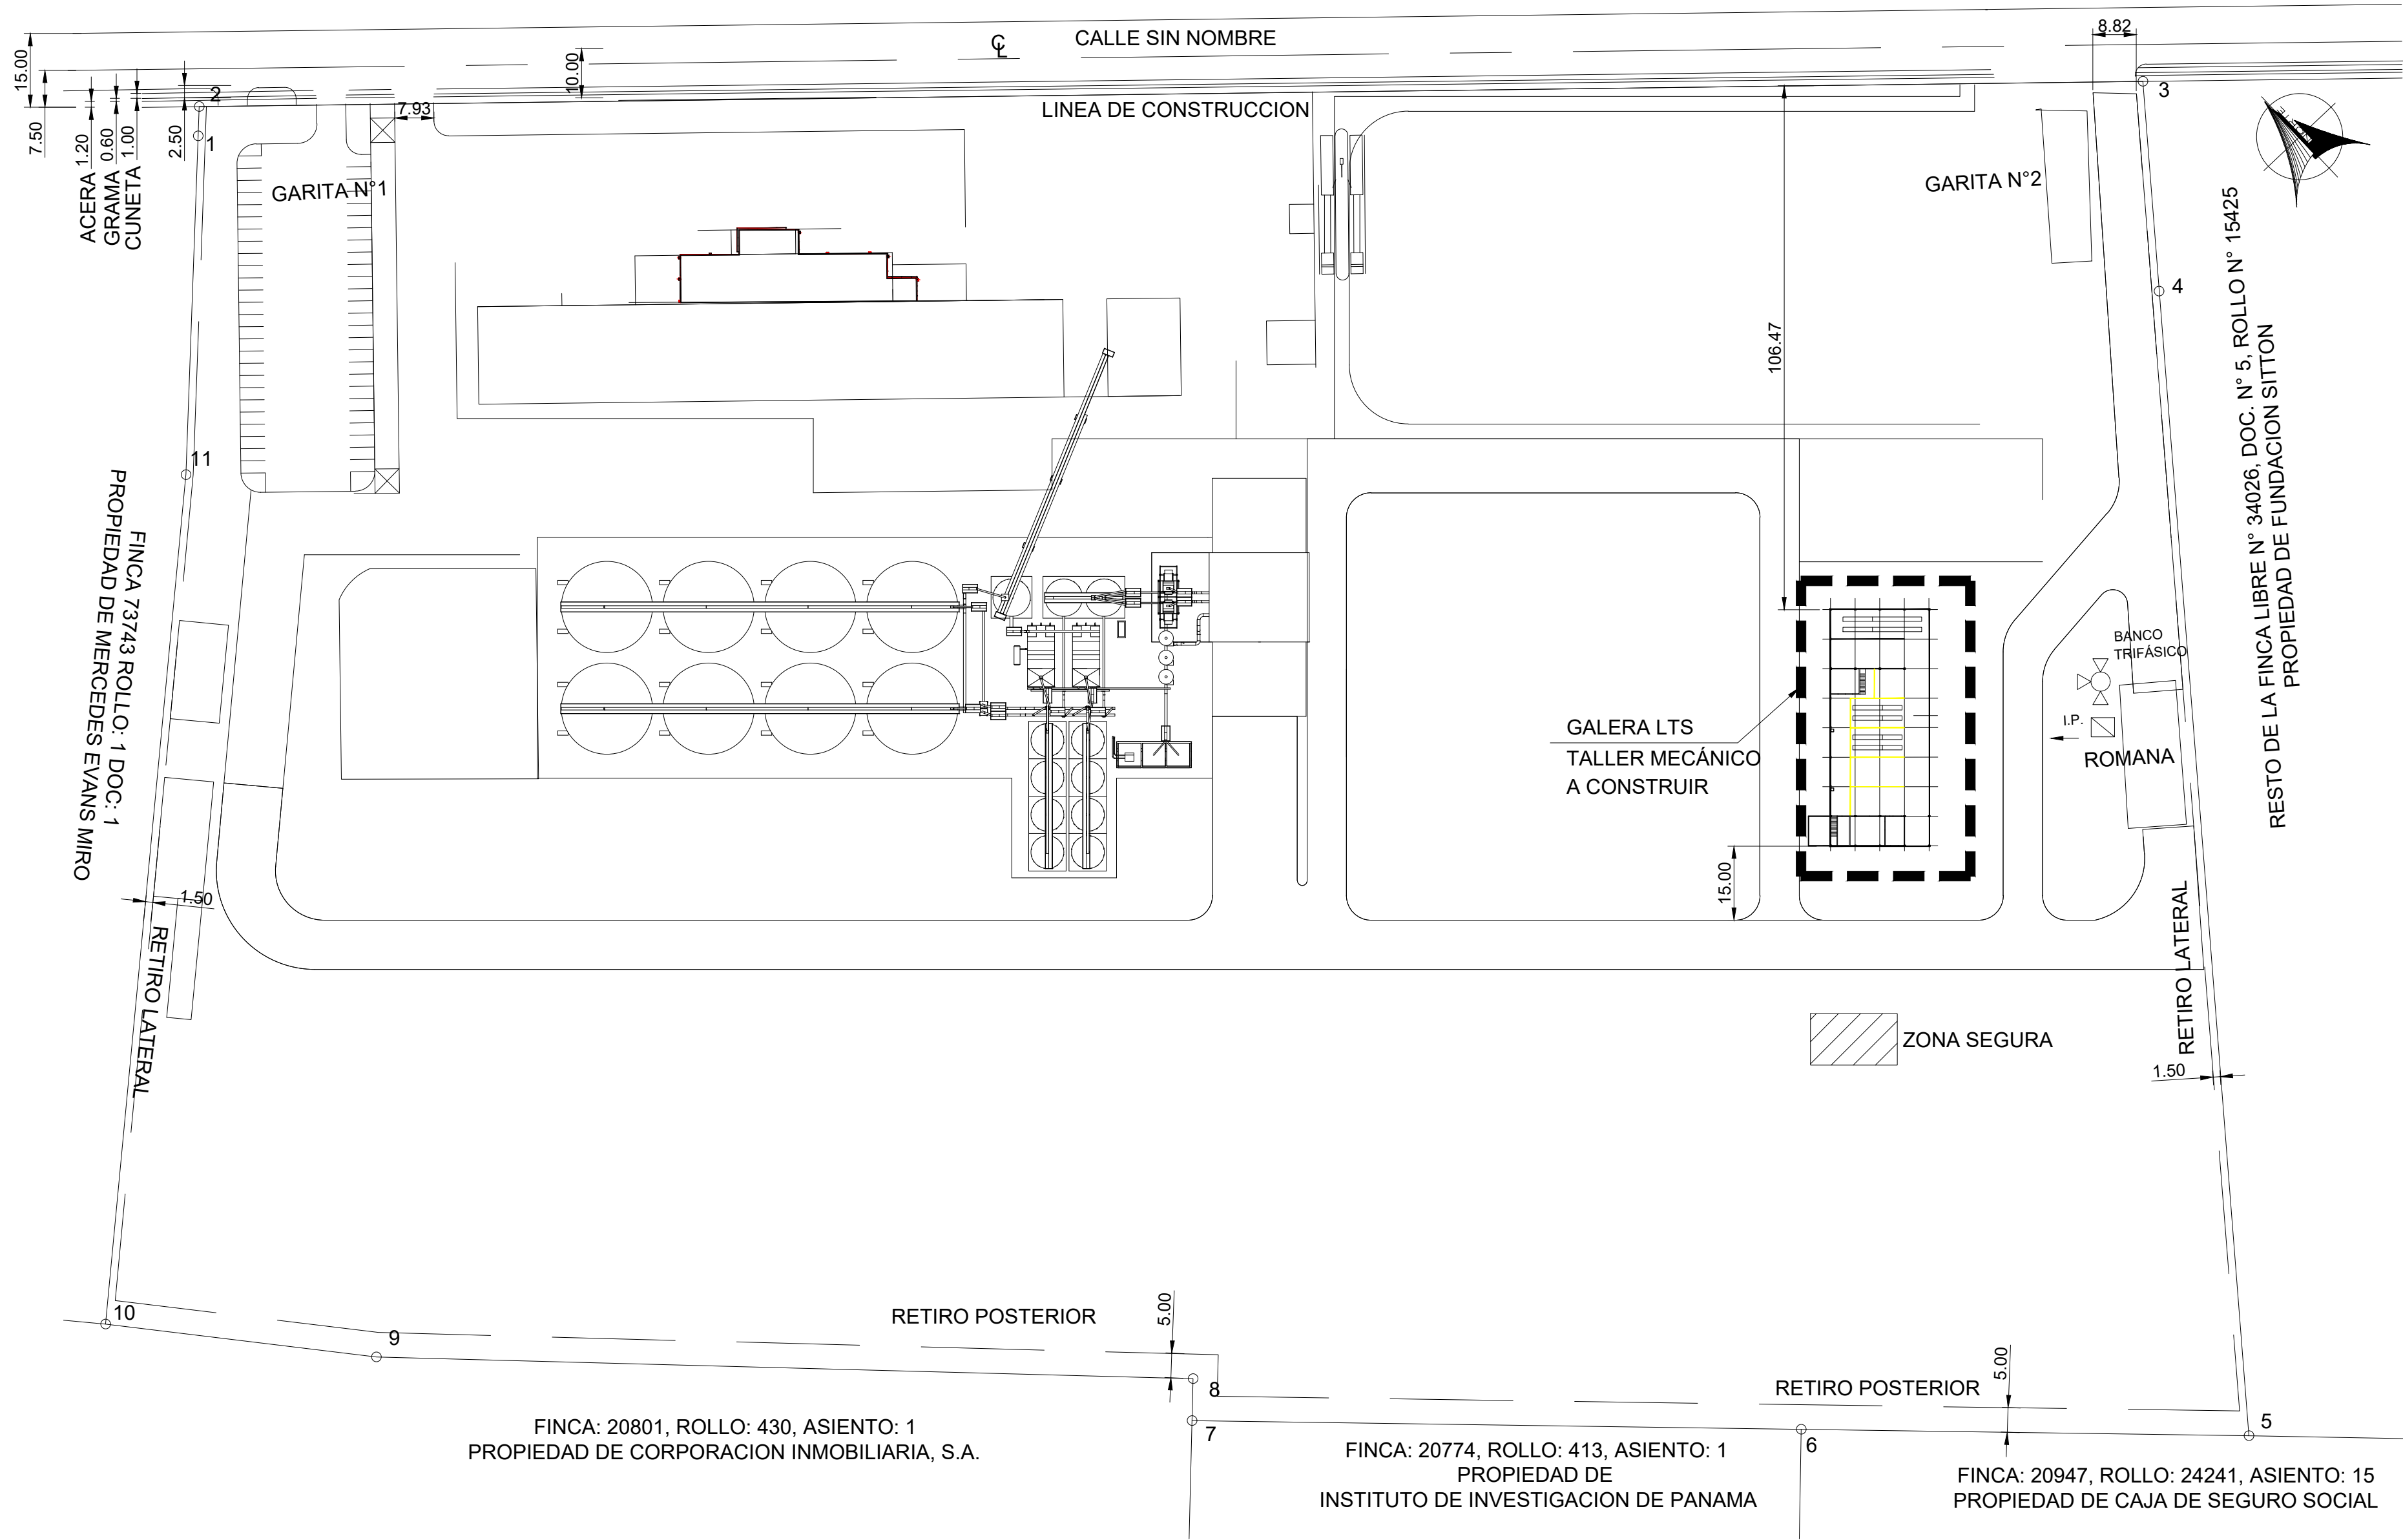 CALLE SIN NOMBRE
8.82
15.00
10.00
7.50
2
3
7.93
LINEA DE CONSTRUCCION
1
2.50
ACERA 1.20
GRAMA 0.60
CUNETA 1.00
NORTE
GARITA N°1
GARITA N°2
4
106.47
RESTO DE LA FINCA LIBRE N° 34026, DOC. N° 5, ROLLO N° 15425
PROPIEDAD DE FUNDACION SITTON
11
FINCA 73743 ROLLO: 1 DOC: 1
PROPIEDAD DE MERCEDES EVANS MIRO
BANCO
TRIFÁSICO
I.P.
ROMANA
GALERA LTS
TALLER MECÁNICO
A CONSTRUIR
15.00
1.50
RETIRO LATERAL
RETIRO LATERAL
ZONA SEGURA
1.50
10
9
RETIRO POSTERIOR
5.00
8
7
RETIRO POSTERIOR
5.00
6
5
FINCA: 20801, ROLLO: 430, ASIENTO: 1
PROPIEDAD DE CORPORACION INMOBILIARIA, S.A.
FINCA: 20774, ROLLO: 413, ASIENTO: 1
PROPIEDAD DE
INSTITUTO DE INVESTIGACION DE PANAMA
FINCA: 20947, ROLLO: 24241, ASIENTO: 15
PROPIEDAD DE CAJA DE SEGURO SOCIAL